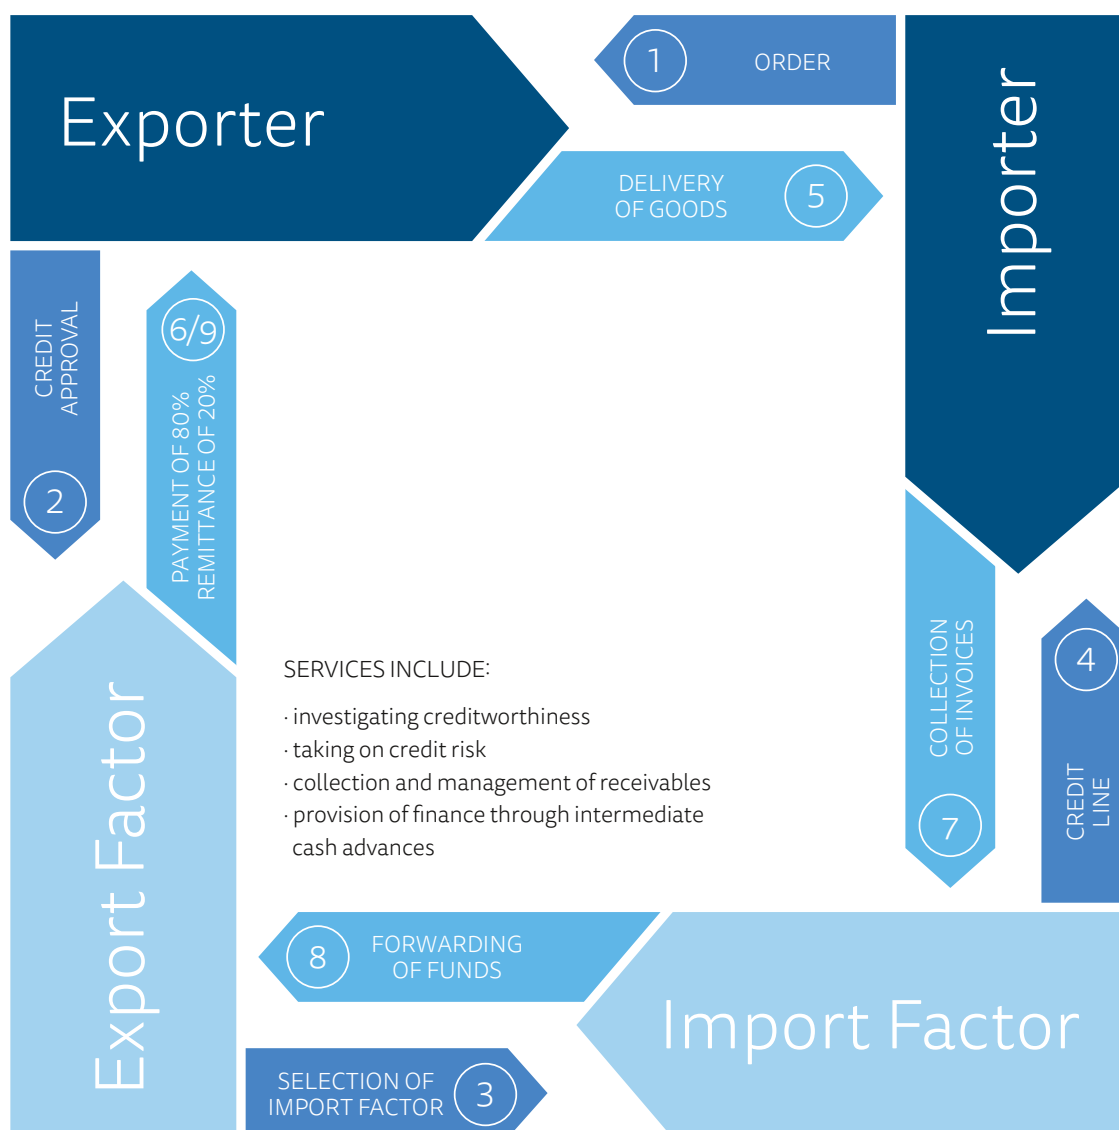 Exporter
1
ORDER
Importer
DELIVERY
OF GOODS
5
CREDIT
APPROVAL
2
6/9
PAYMENT OF 80%
REMITTANCE OF 20%
COLLECTION
OF INVOICES
7
4
CREDIT
LINE
Export Factor
SERVICES INCLUDE:
· investigating creditworthiness
· taking on credit risk
· collection and management of receivables
· provision of finance through intermediate
cash advances
8
FORWARDING
OF FUNDS
Import Factor
SELECTION OF
IMPORT FACTOR
3